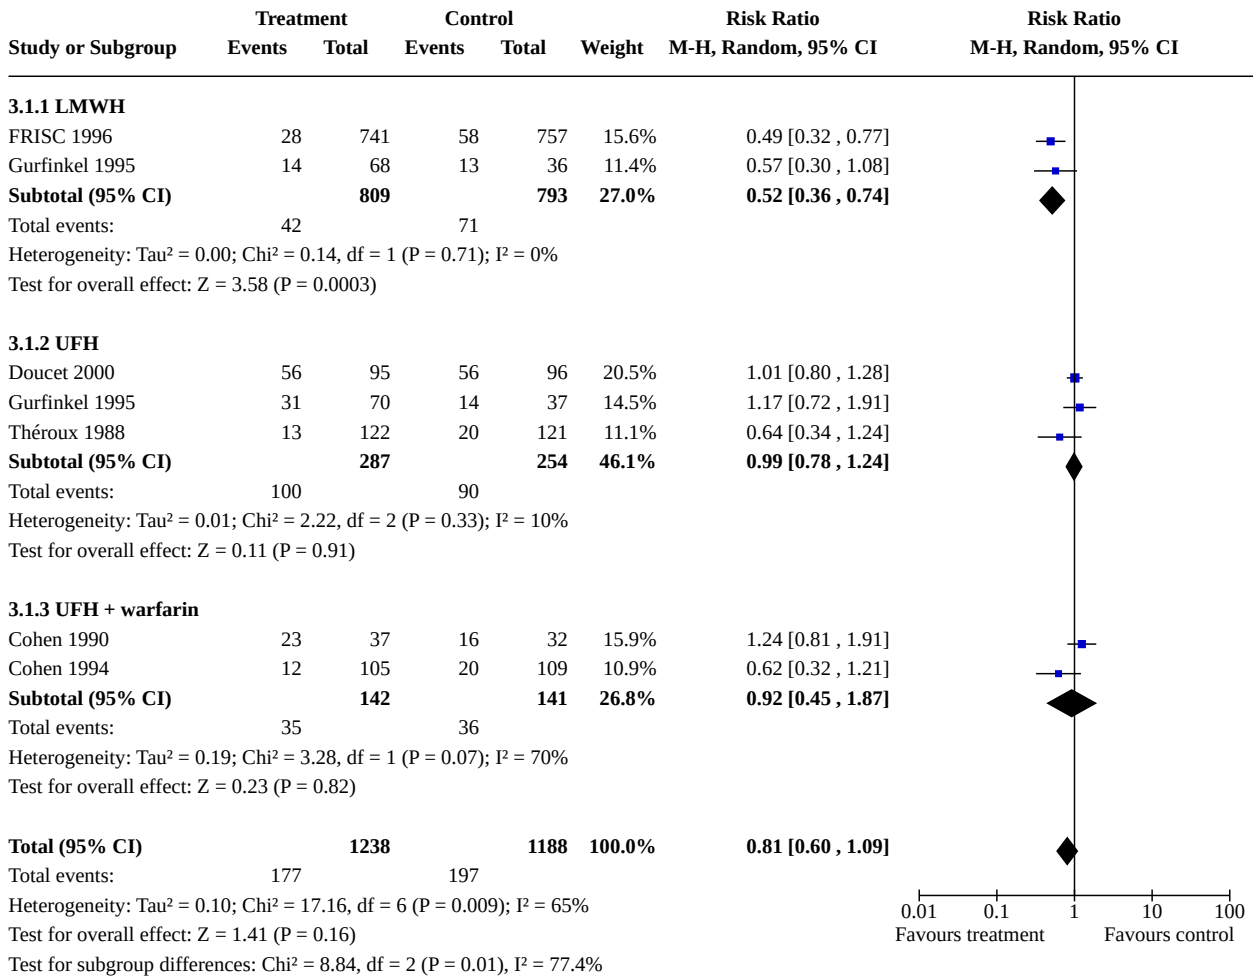 Treatment Control Risk Ratio Risk Ratio
Study or Subgroup Events Total Events Total Weight M-H, Random, 95% CI M-H, Random, 95% CI
3.1.1 LMWH
FRISC 1996 28 741 58 757 15.6% 0.49 [0.32 , 0.77]
Gurfinkel 1995 14 68 13 36 11.4% 0.57 [0.30 , 1.08]
Subtotal (95% CI) 809 793 27.0% 0.52 [0.36 , 0.74]
Total events: 42 71
Heterogeneity: Tau² = 0.00; Chi² = 0.14, df = 1 (P = 0.71); I² = 0%
Test for overall effect: Z = 3.58 (P = 0.0003)
3.1.2 UFH
Doucet 2000 56 95 56 96 20.5% 1.01 [0.80 , 1.28]
Gurfinkel 1995 31 70 14 37 14.5% 1.17 [0.72 , 1.91]
Théroux 1988 13 122 20 121 11.1% 0.64 [0.34 , 1.24]
Subtotal (95% CI) 287 254 46.1% 0.99 [0.78 , 1.24]
Total events: 100 90
Heterogeneity: Tau² = 0.01; Chi² = 2.22, df = 2 (P = 0.33); I² = 10%
Test for overall effect: Z = 0.11 (P = 0.91)
3.1.3 UFH + warfarin
Cohen 1990 23 37 16 32 15.9% 1.24 [0.81 , 1.91]
Cohen 1994 12 105 20 109 10.9% 0.62 [0.32 , 1.21]
Subtotal (95% CI) 142 141 26.8% 0.92 [0.45 , 1.87]
Total events: 35 36
Heterogeneity: Tau² = 0.19; Chi² = 3.28, df = 1 (P = 0.07); I² = 70%
Test for overall effect: Z = 0.23 (P = 0.82)
Total (95% CI) 1238 1188 100.0% 0.81 [0.60 , 1.09]
Total events: 177 197
Heterogeneity: Tau² = 0.10; Chi² = 17.16, df = 6 (P = 0.009); I² = 65%
Test for overall effect: Z = 1.41 (P = 0.16)
Test for subgroup differences: Chi² = 8.84, df = 2 (P = 0.01), I² = 77.4%
0.01 0.1 1 10 100
Favours treatment Favours control